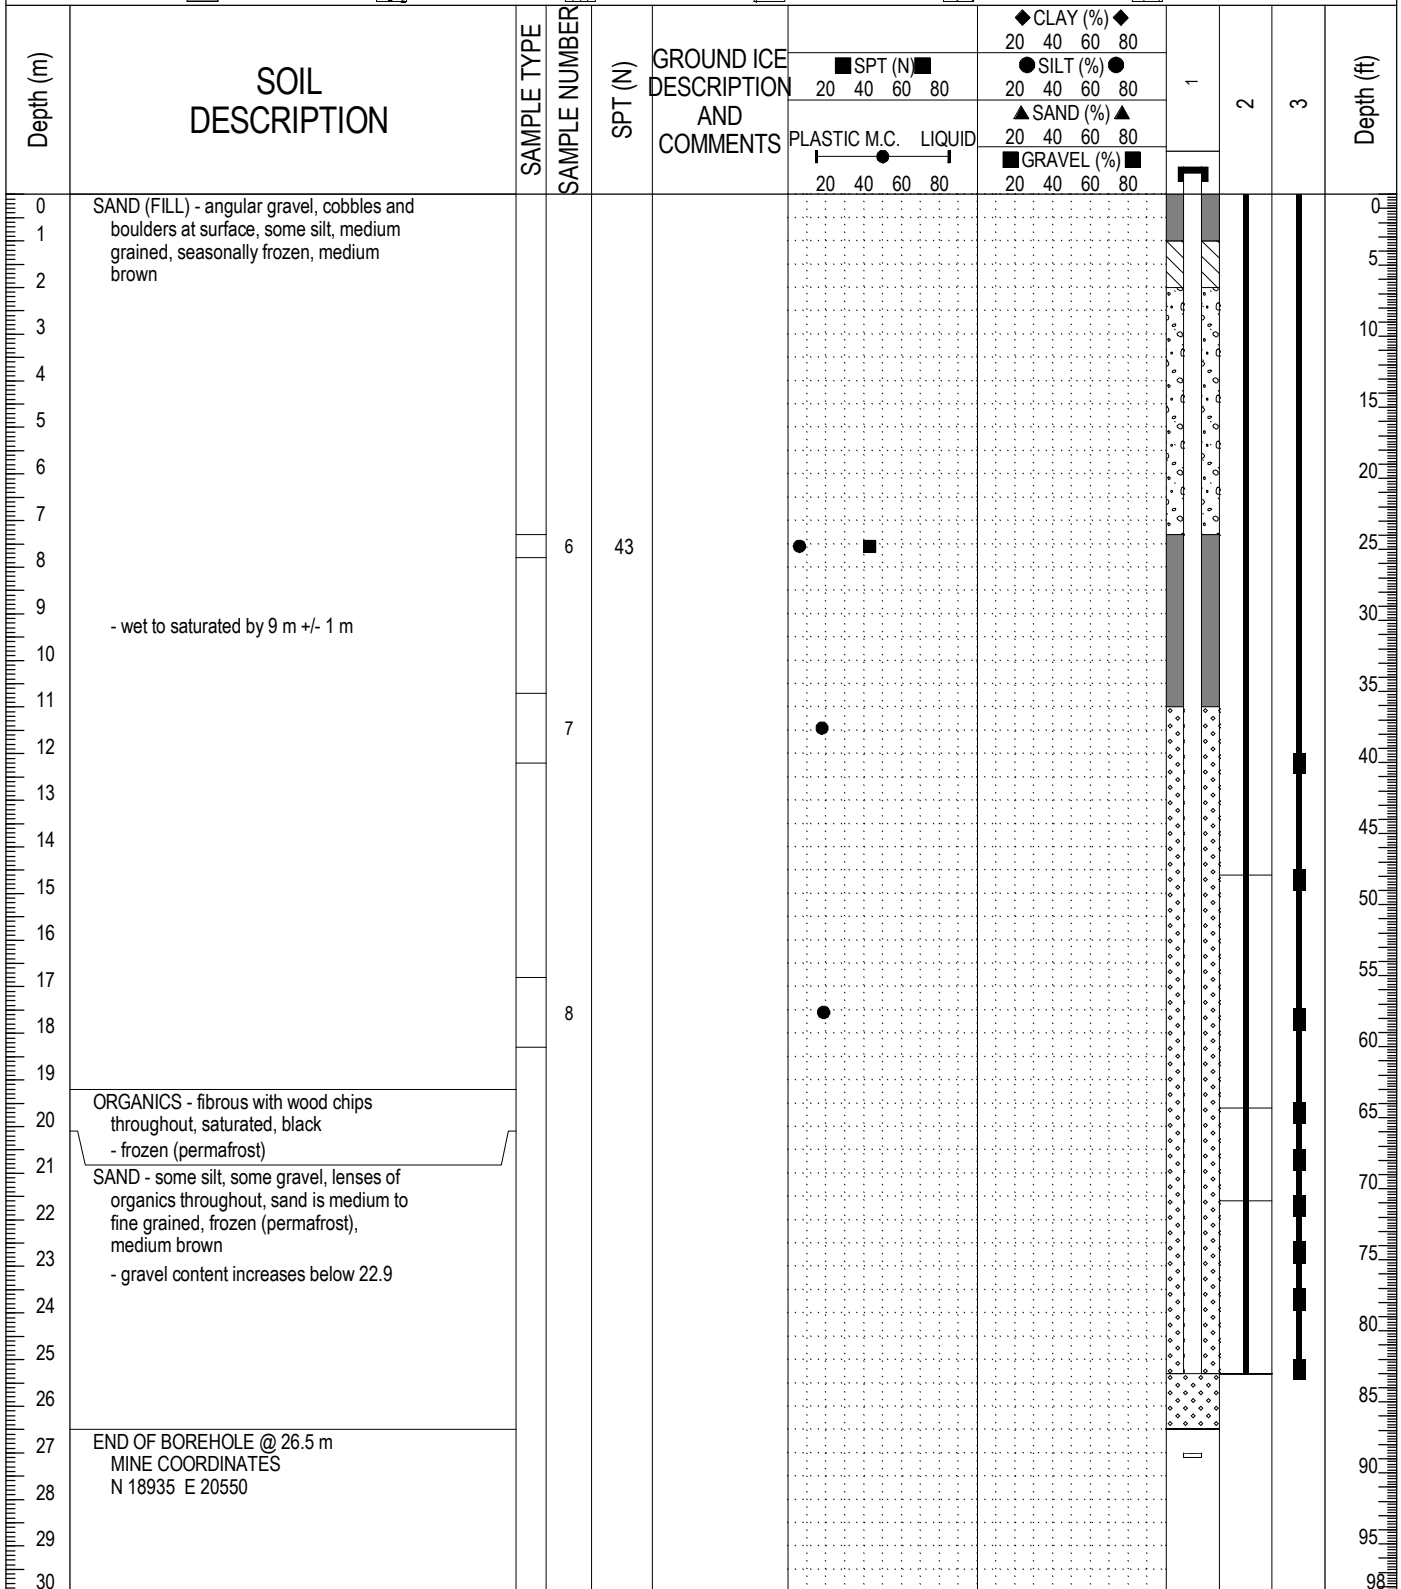 Depth (m)
SOIL
DESCRIPTION
SAMPLE TYPE
SAMPLE NUMBER
SPT (N)
GROUND ICE
DESCRIPTION
AND
COMMENTS
SPT (N)
20 40 60 80
PLASTIC M.C. LIQUID
20 40 60 80
CLAY (%)
20 40 60 80
SILT (%)
20 40 60 80
SAND (%)
20 40 60 80
GRAVEL (%)
20 40 60 80
1
2
3
Depth (ft)
0
1
2
3
4
5
6
7
8
9
10
11
12
13
14
15
16
17
18
19
20
21
22
23
24
25
26
27
28
29
30
SAND (FILL) - angular gravel, cobbles and
boulders at surface, some silt, medium
grained, seasonally frozen, medium
brown
- wet to saturated by 9 m +/- 1 m
ORGANICS - fibrous with wood chips
throughout, saturated, black
- frozen (permafrost)
SAND - some silt, some gravel, lenses of
organics throughout, sand is medium to
fine grained, frozen (permafrost),
medium brown
- gravel content increases below 22.9
END OF BOREHOLE @ 26.5 m
MINE COORDINATES
N 18935 E 20550
6 43
7
8
0
5
10
15
20
25
30
35
40
45
50
55
60
65
70
75
80
85
90
95
98